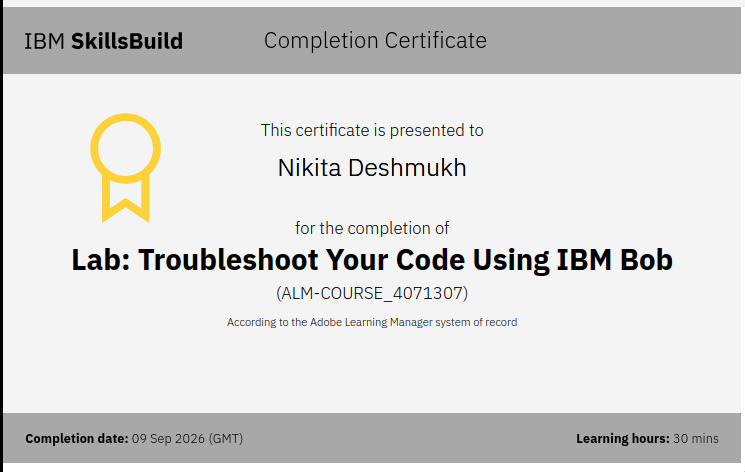 IBM SkillsBuild
Completion Certificate
This certificate is presented to
Nikita Deshmukh
for the completion of
Lab: Troubleshoot Your Code Using IBM Bob
(ALM-COURSE_4071307)
According to the Adobe Learning Manager system of record
Completion date: 09 Sep 2026 (GMT)
Learning hours: 30 mins